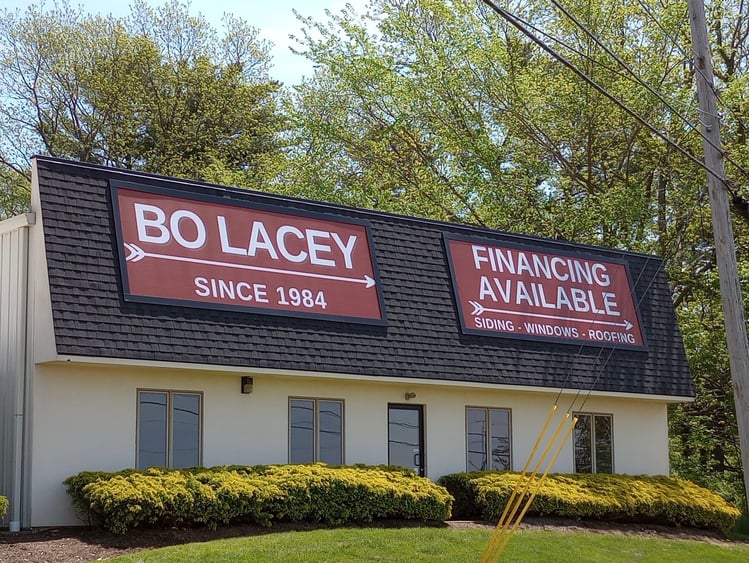 BO LACEY
SINCE 1984
FINANCING
AVAILABLE
SIDING - WINDOWS - ROOFING